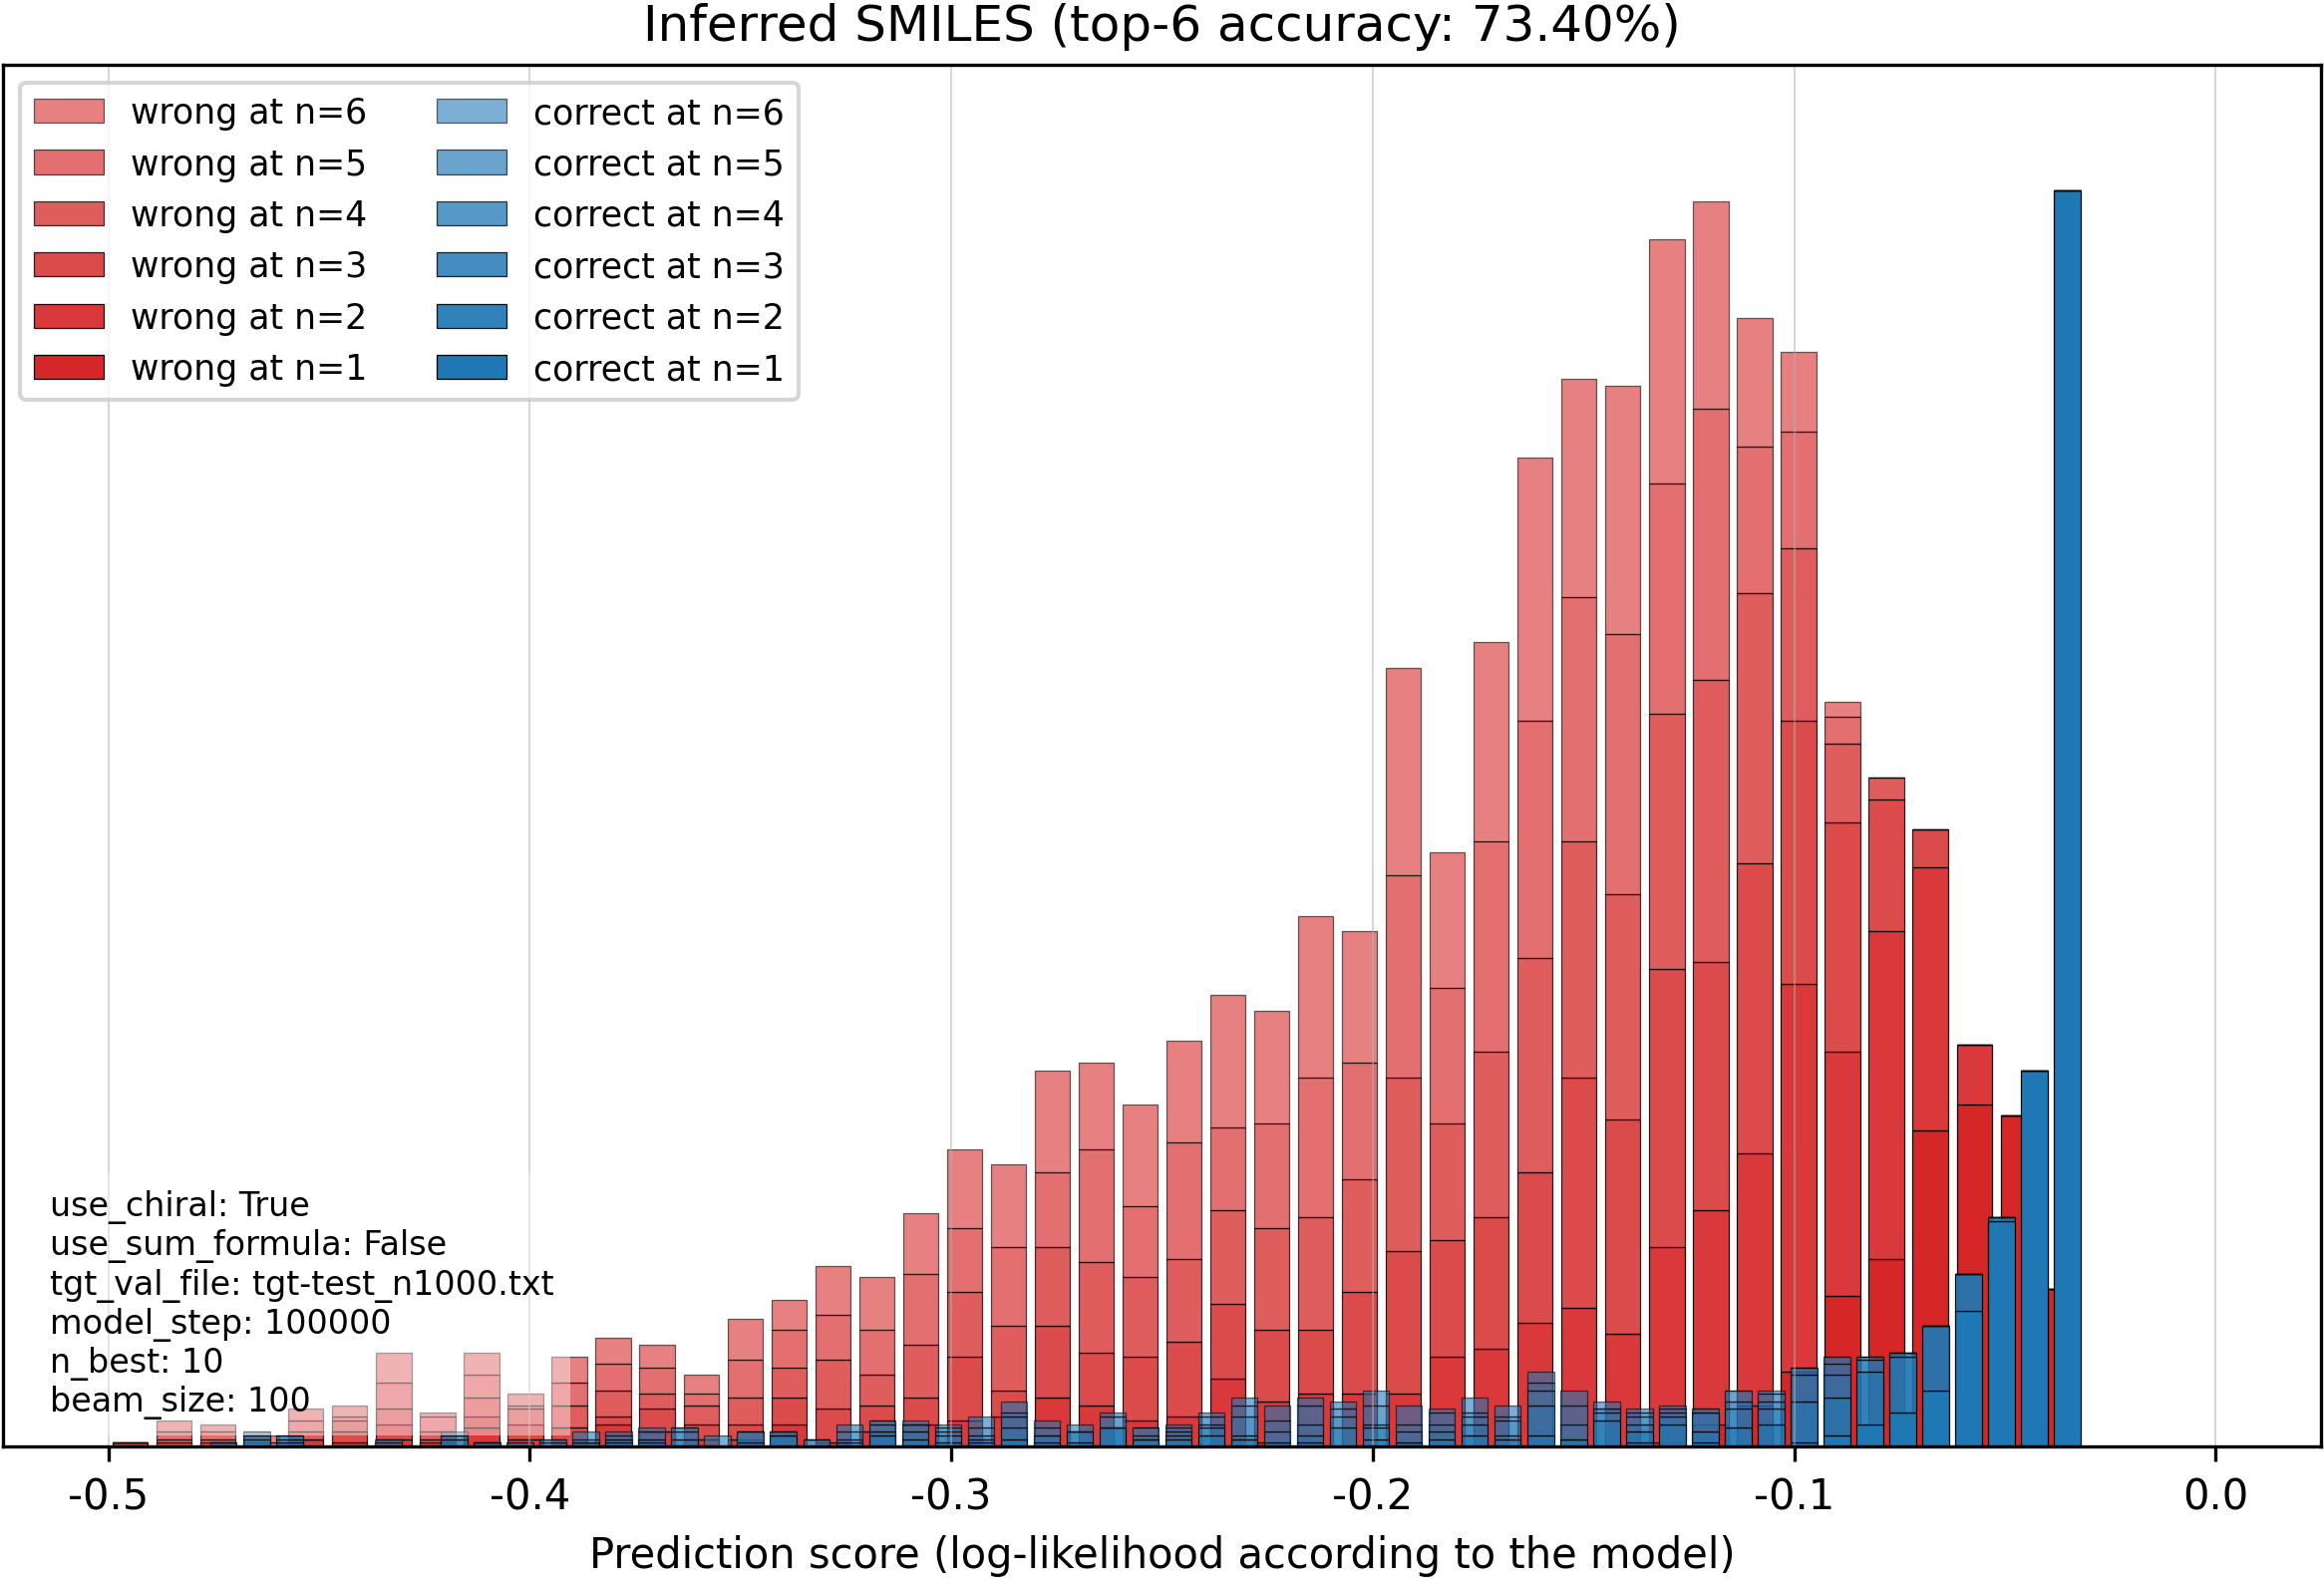 Inferred SMILES (top-6 accuracy: 73.40%)
wrong at n=6
wrong at n=5
wrong at n=4
wrong at n=3
wrong at n=2
wrong at n=1
correct at n=6
correct at n=5
correct at n=4
correct at n=3
correct at n=2
correct at n=1
use_chiral: True
use_sum_formula: False
tgt_val_file: tgt-test_n1000.txt
model_step: 100000
n_best: 10
beam_size: 100
-0.5 -0.4 -0.3 -0.2 -0.1 0.0
Prediction score (log-likelihood according to the model)